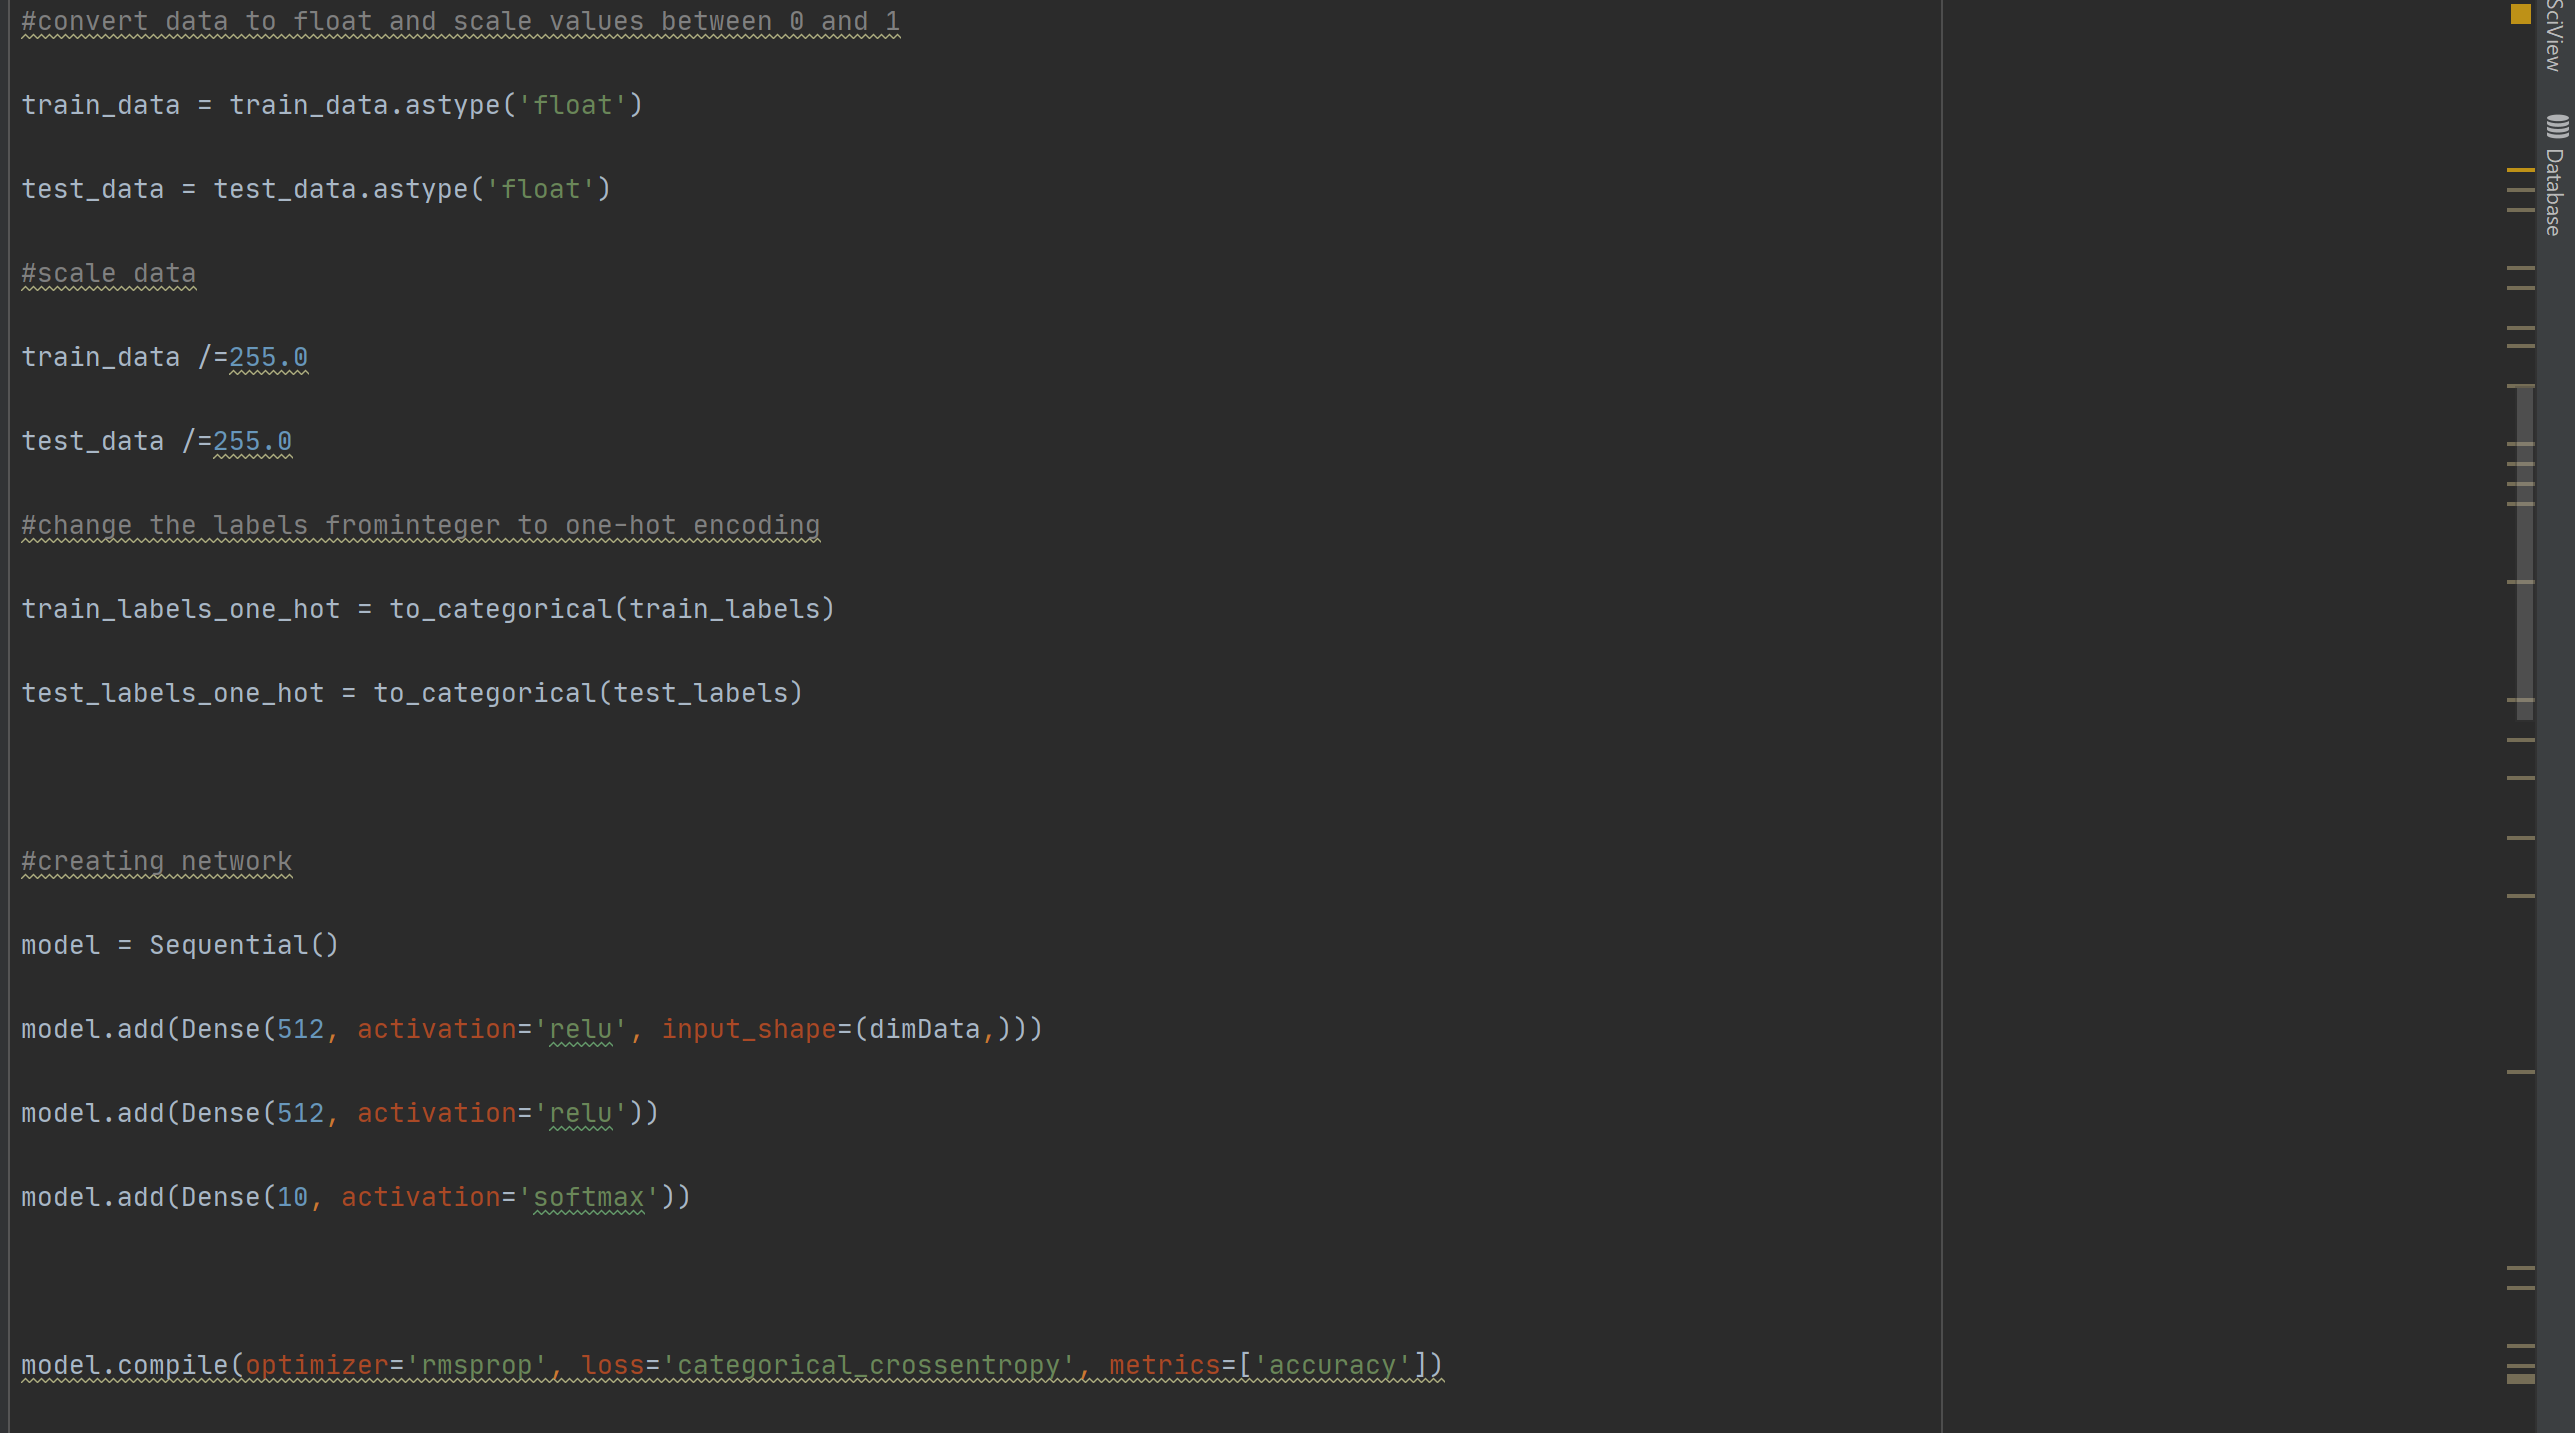 #convert data to float and scale values between 0 and 1
train_data = train_data.astype('float')
test_data = test_data.astype('float')
#scale data
train_data /=255.0
test_data /=255.0
#change the labels frominteger to one-hot encoding
train_labels_one_hot = to_categorical(train_labels)
test_labels_one_hot = to_categorical(test_labels)
#creating network
model = Sequential()
model.add(Dense(512, activation='relu', input_shape=(dimData,)))
model.add(Dense(512, activation='relu'))
model.add(Dense(10, activation='softmax'))
model.compile(optimizer='rmsprop', loss='categorical_crossentropy', metrics=['accuracy'])
SciView
Database